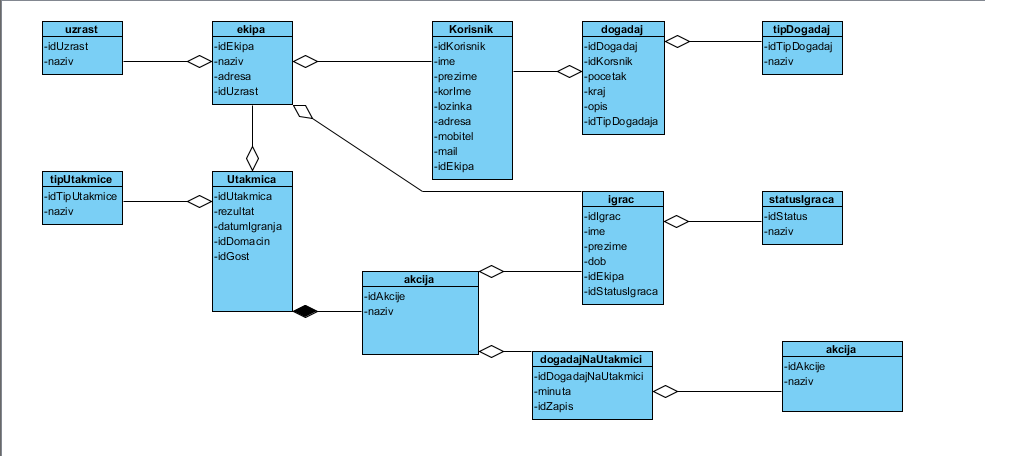 uzrast
-idUzrast
-naziv
ekipa
-idEkipa
-naziv
-adresa
-idUzrast
Korisnik
-idKorisnik
-ime
-prezime
-korIme
-lozinka
-adresa
-mobitel
-mail
-idEkipa
događaj
-idDogadaj
-idKorsnik
-pocetak
-kraj
-opis
-idTipDogadaja
tipDogadaj
-idTipDogadaj
-naziv
tipUtakmice
-idTipUtakmice
-naziv
Utakmica
-idUtakmica
-rezultat
-datumIgranja
-idDomacin
-idGost
igrac
-idIgrac
-ime
-prezime
-dob
-idEkipa
-idStatusIgraca
statusIgraca
-idStatus
-naziv
akcija
-idAkcije
-naziv
dogadajNaUtakmici
-idDogadajNaUtakmici
-minuta
-idZapis
akcija
-idAkcije
-naziv